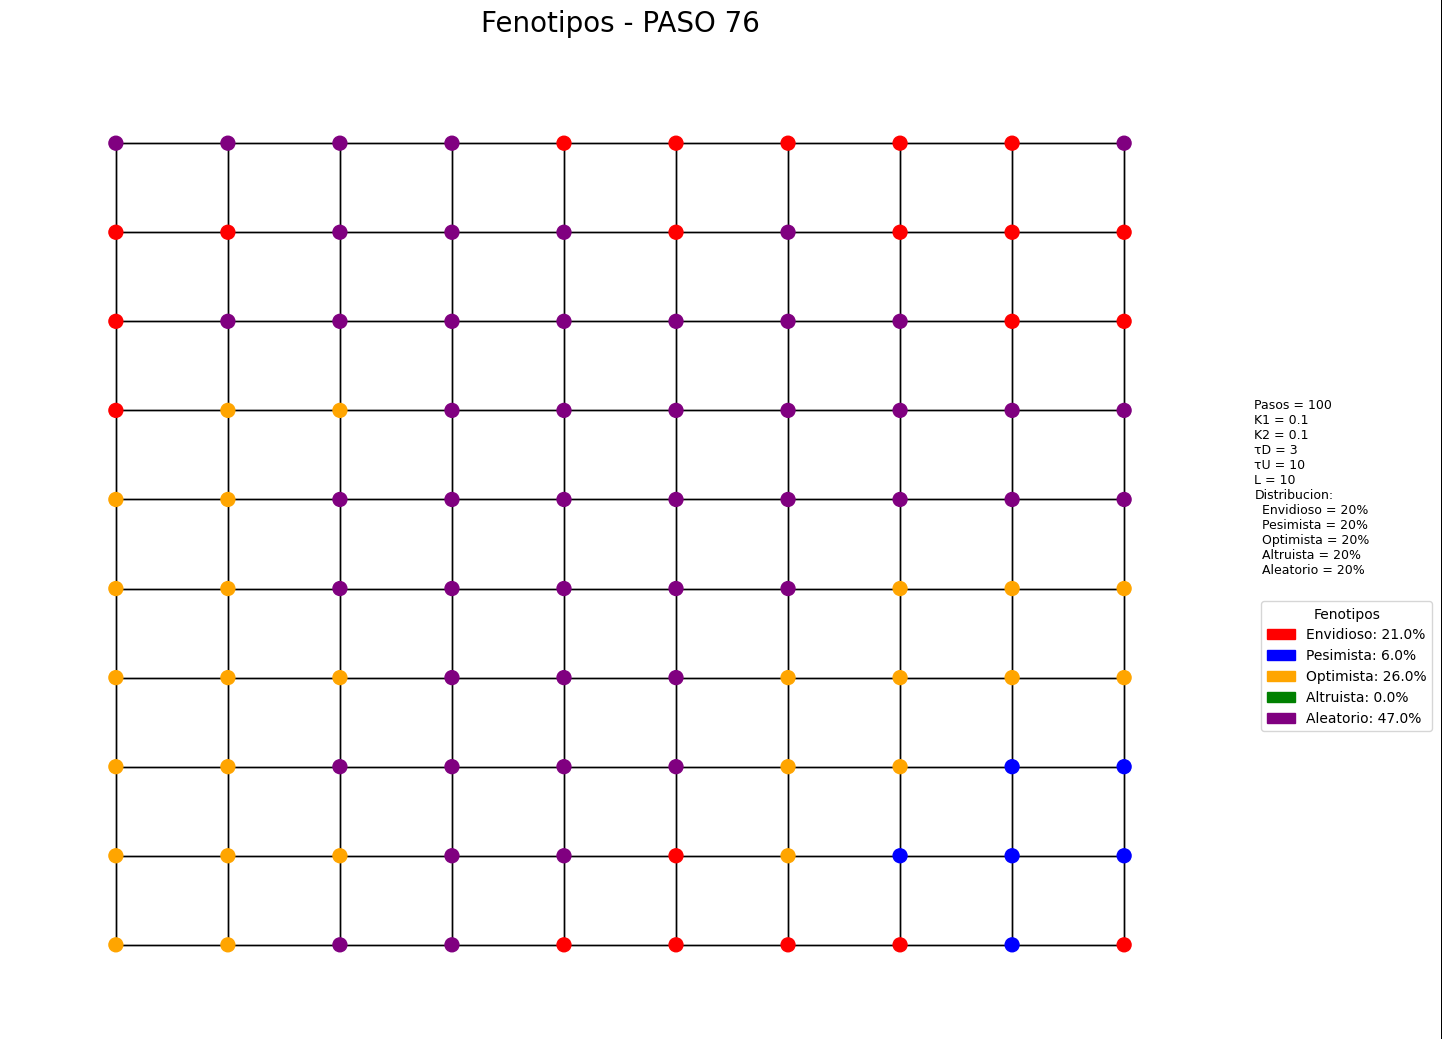 Fenotipos - PASO 76
Pasos = 100
K1 = 0.1
K2 = 0.1
τD = 3
τU = 10
L = 10
Distribucion:
Envidioso = 20%
Pesimista = 20%
Optimista = 20%
Altruista = 20%
Aleatorio = 20%
Fenotipos
Envidioso: 21.0%
Pesimista: 6.0%
Optimista: 26.0%
Altruista: 0.0%
Aleatorio: 47.0%